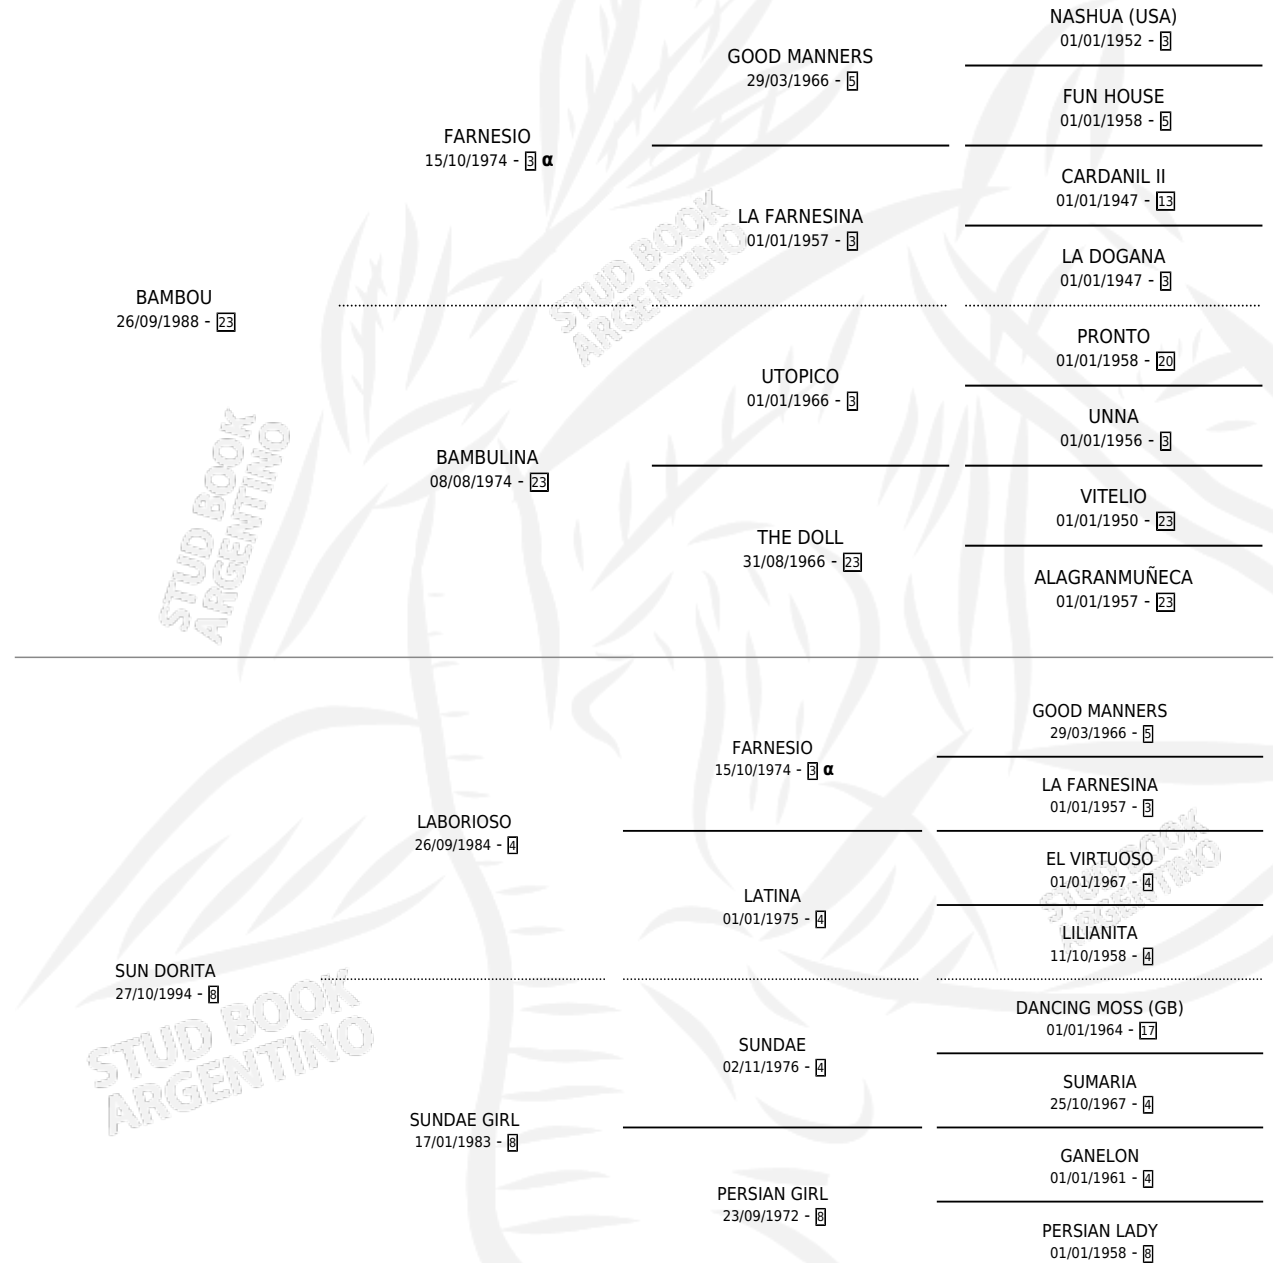 NASHUA (USA)
01/01/1952 - 3
GOOD MANNERS
29/03/1966 - 5
FUN HOUSE
01/01/1958 - 5
FARNESIO
15/10/1974 - 3 α
CARDANIL II
01/01/1947 - 13
LA FARNESINA
01/01/1957 - 3
LA DOGANA
01/01/1947 - 3
BAMBOU
26/09/1988 - 23
PRONTO
01/01/1958 - 20
UTOPICO
01/01/1966 - 3
UNNA
01/01/1956 - 3
BAMBULINA
08/08/1974 - 23
VITELIO
01/01/1950 - 23
THE DOLL
31/08/1966 - 23
ALAGRANMUÑECA
01/01/1957 - 23
GOOD MANNERS
29/03/1966 - 5
FARNESIO
15/10/1974 - 3 α
LA FARNESINA
01/01/1957 - 3
LABORIOSO
26/09/1984 - 4
EL VIRTUOSO
01/01/1967 - 4
LATINA
01/01/1975 - 4
LILIANITA
11/10/1958 - 4
SUN DORITA
27/10/1994 - 8
DANCING MOSS (GB)
01/01/1964 - 17
SUNDAE
02/11/1976 - 4
SUMARIA
25/10/1967 - 4
SUNDAE GIRL
17/01/1983 - 8
GANELON
01/01/1961 - 4
PERSIAN GIRL
23/09/1972 - 8
PERSIAN LADY
01/01/1958 - 8
STUD BOOK
ARGENTINO
STUD BOOK
ARGENTINO
STUD BOOK
ARGENTINO
STUD BOOK
ARGENTINO